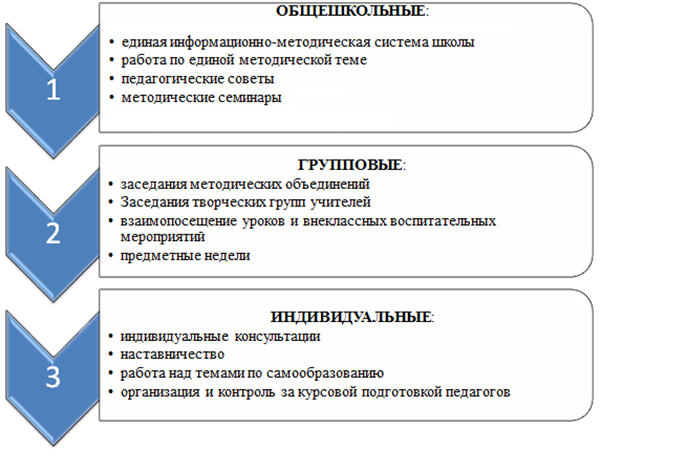 1
ОБЩЕШКОЛЬНЫЕ:
• единая информационно-методическая система школы
• работа по единой методической теме
• педагогические советы
• методические семинары
2
ГРУППОВЫЕ:
• заседания методических объединений
• Заседания творческих групп учителей
• взаимопосещение уроков и внеклассных воспитательных
мероприятий
• предметные недели
3
ИНДИВИДУАЛЬНЫЕ:
• индивидуальные консультации
• наставничество
• работа над темами по самообразованию
• организация и контроль за курсовой подготовкой педагогов